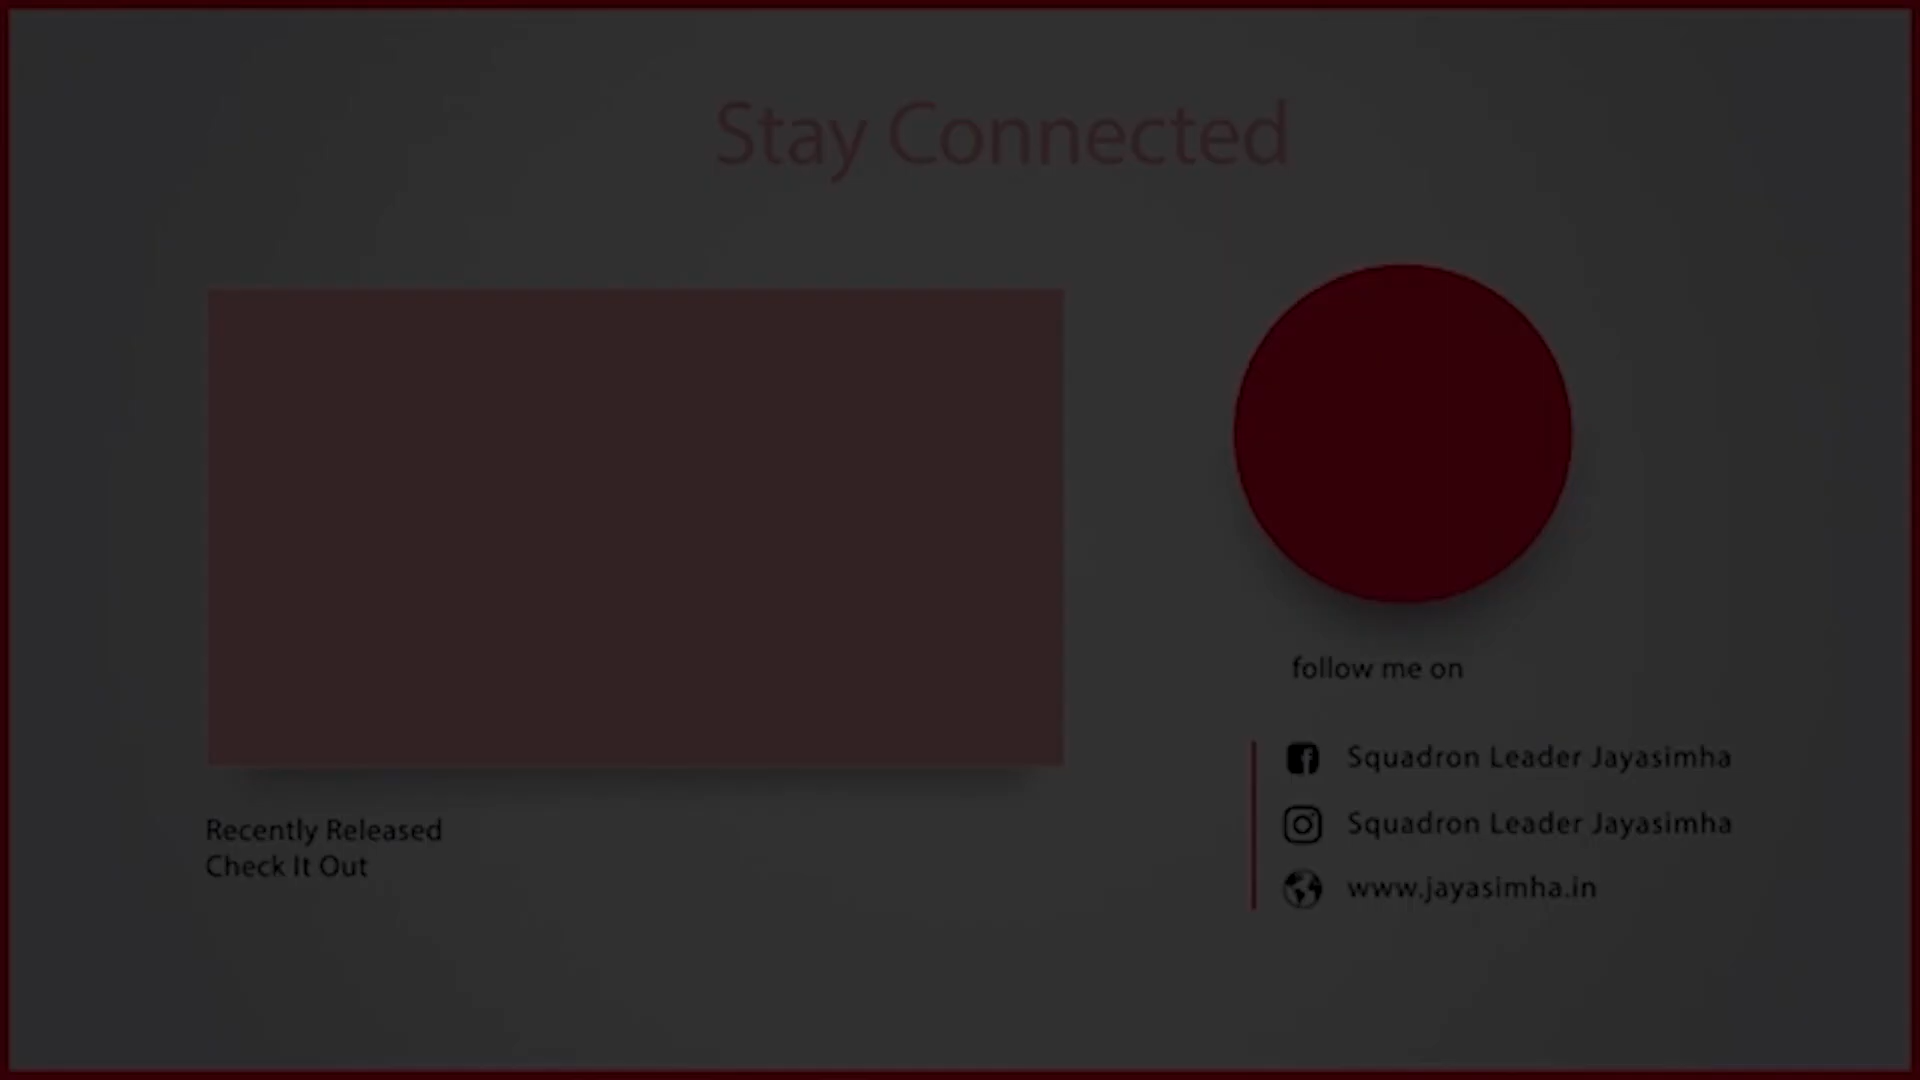 Stay Connected
Recently Released
Check It Out
follow me on
Squadron Leader Jayasimha
Squadron Leader Jayasimha
www.jayasimha.in